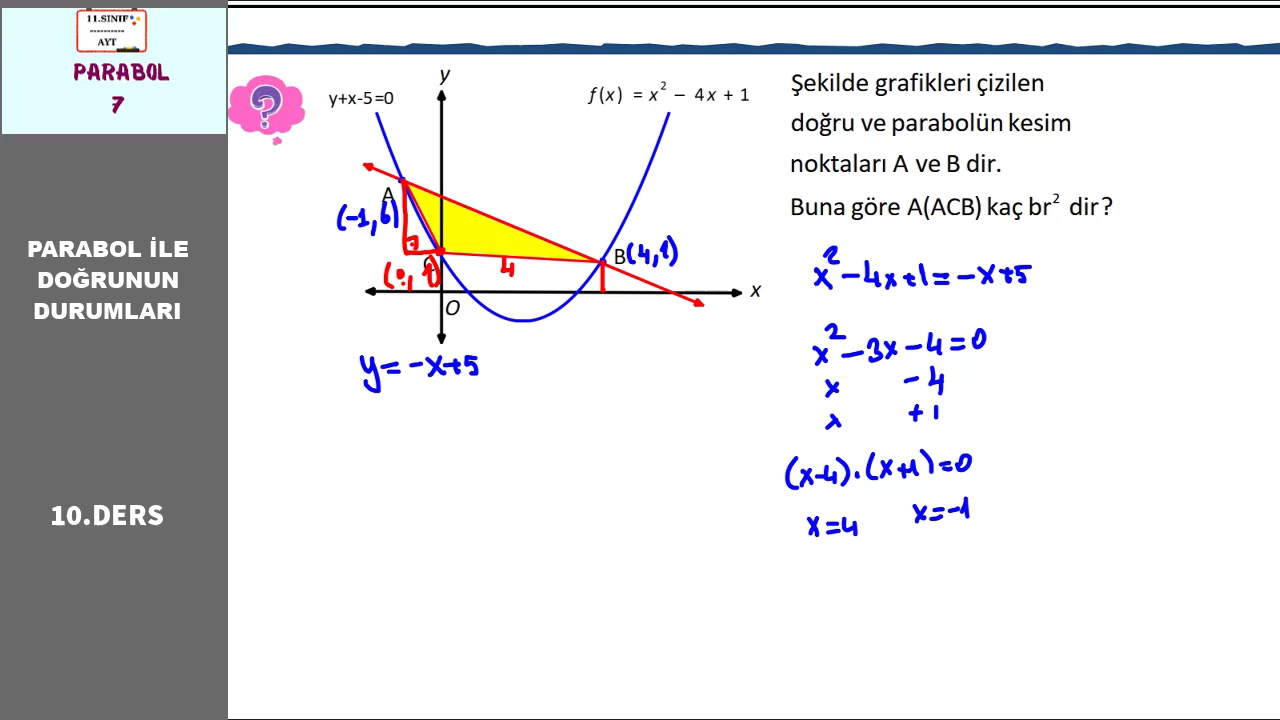 11.SINIF
----------
AYT
PARABOL
7
PARABOL İLE
DOĞRUNUN
DURUMLARI
10.DERS
y
y+x-5=0
f(x) = x² – 4x + 1
A
(-1,6)
B(4,1)
C
(0,1)
4
x
O
y=-x+5
Şekilde grafikleri çizilen
doğru ve parabolün kesim
noktaları A ve B dir.
Buna göre A(ACB) kaç br² dir?
x²-4x+1=-x+5
x²-3x-4=0
x -4
x +1
(x-4).(x+1)=0
x=4 x=-1